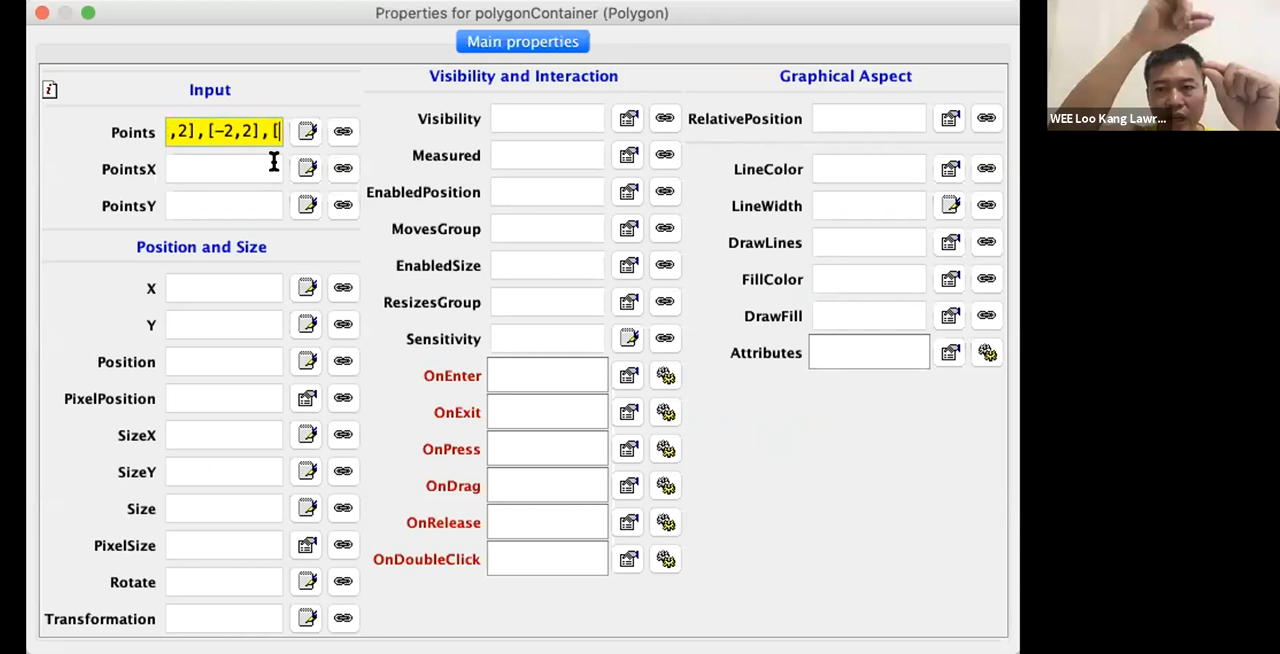 Properties for polygonContainer (Polygon)
Main properties
Input
Points ,2],[-2,2],[
PointsX
PointsY
Position and Size
X
Y
Position
PixelPosition
SizeX
SizeY
Size
PixelSize
Rotate
Transformation
Visibility and Interaction
Visibility
Measured
EnabledPosition
MovesGroup
EnabledSize
ResizesGroup
Sensitivity
OnEnter
OnExit
OnPress
OnDrag
OnRelease
OnDoubleClick
Graphical Aspect
RelativePosition
LineColor
LineWidth
DrawLines
FillColor
DrawFill
Attributes
WEE Loo Kang Lawr...